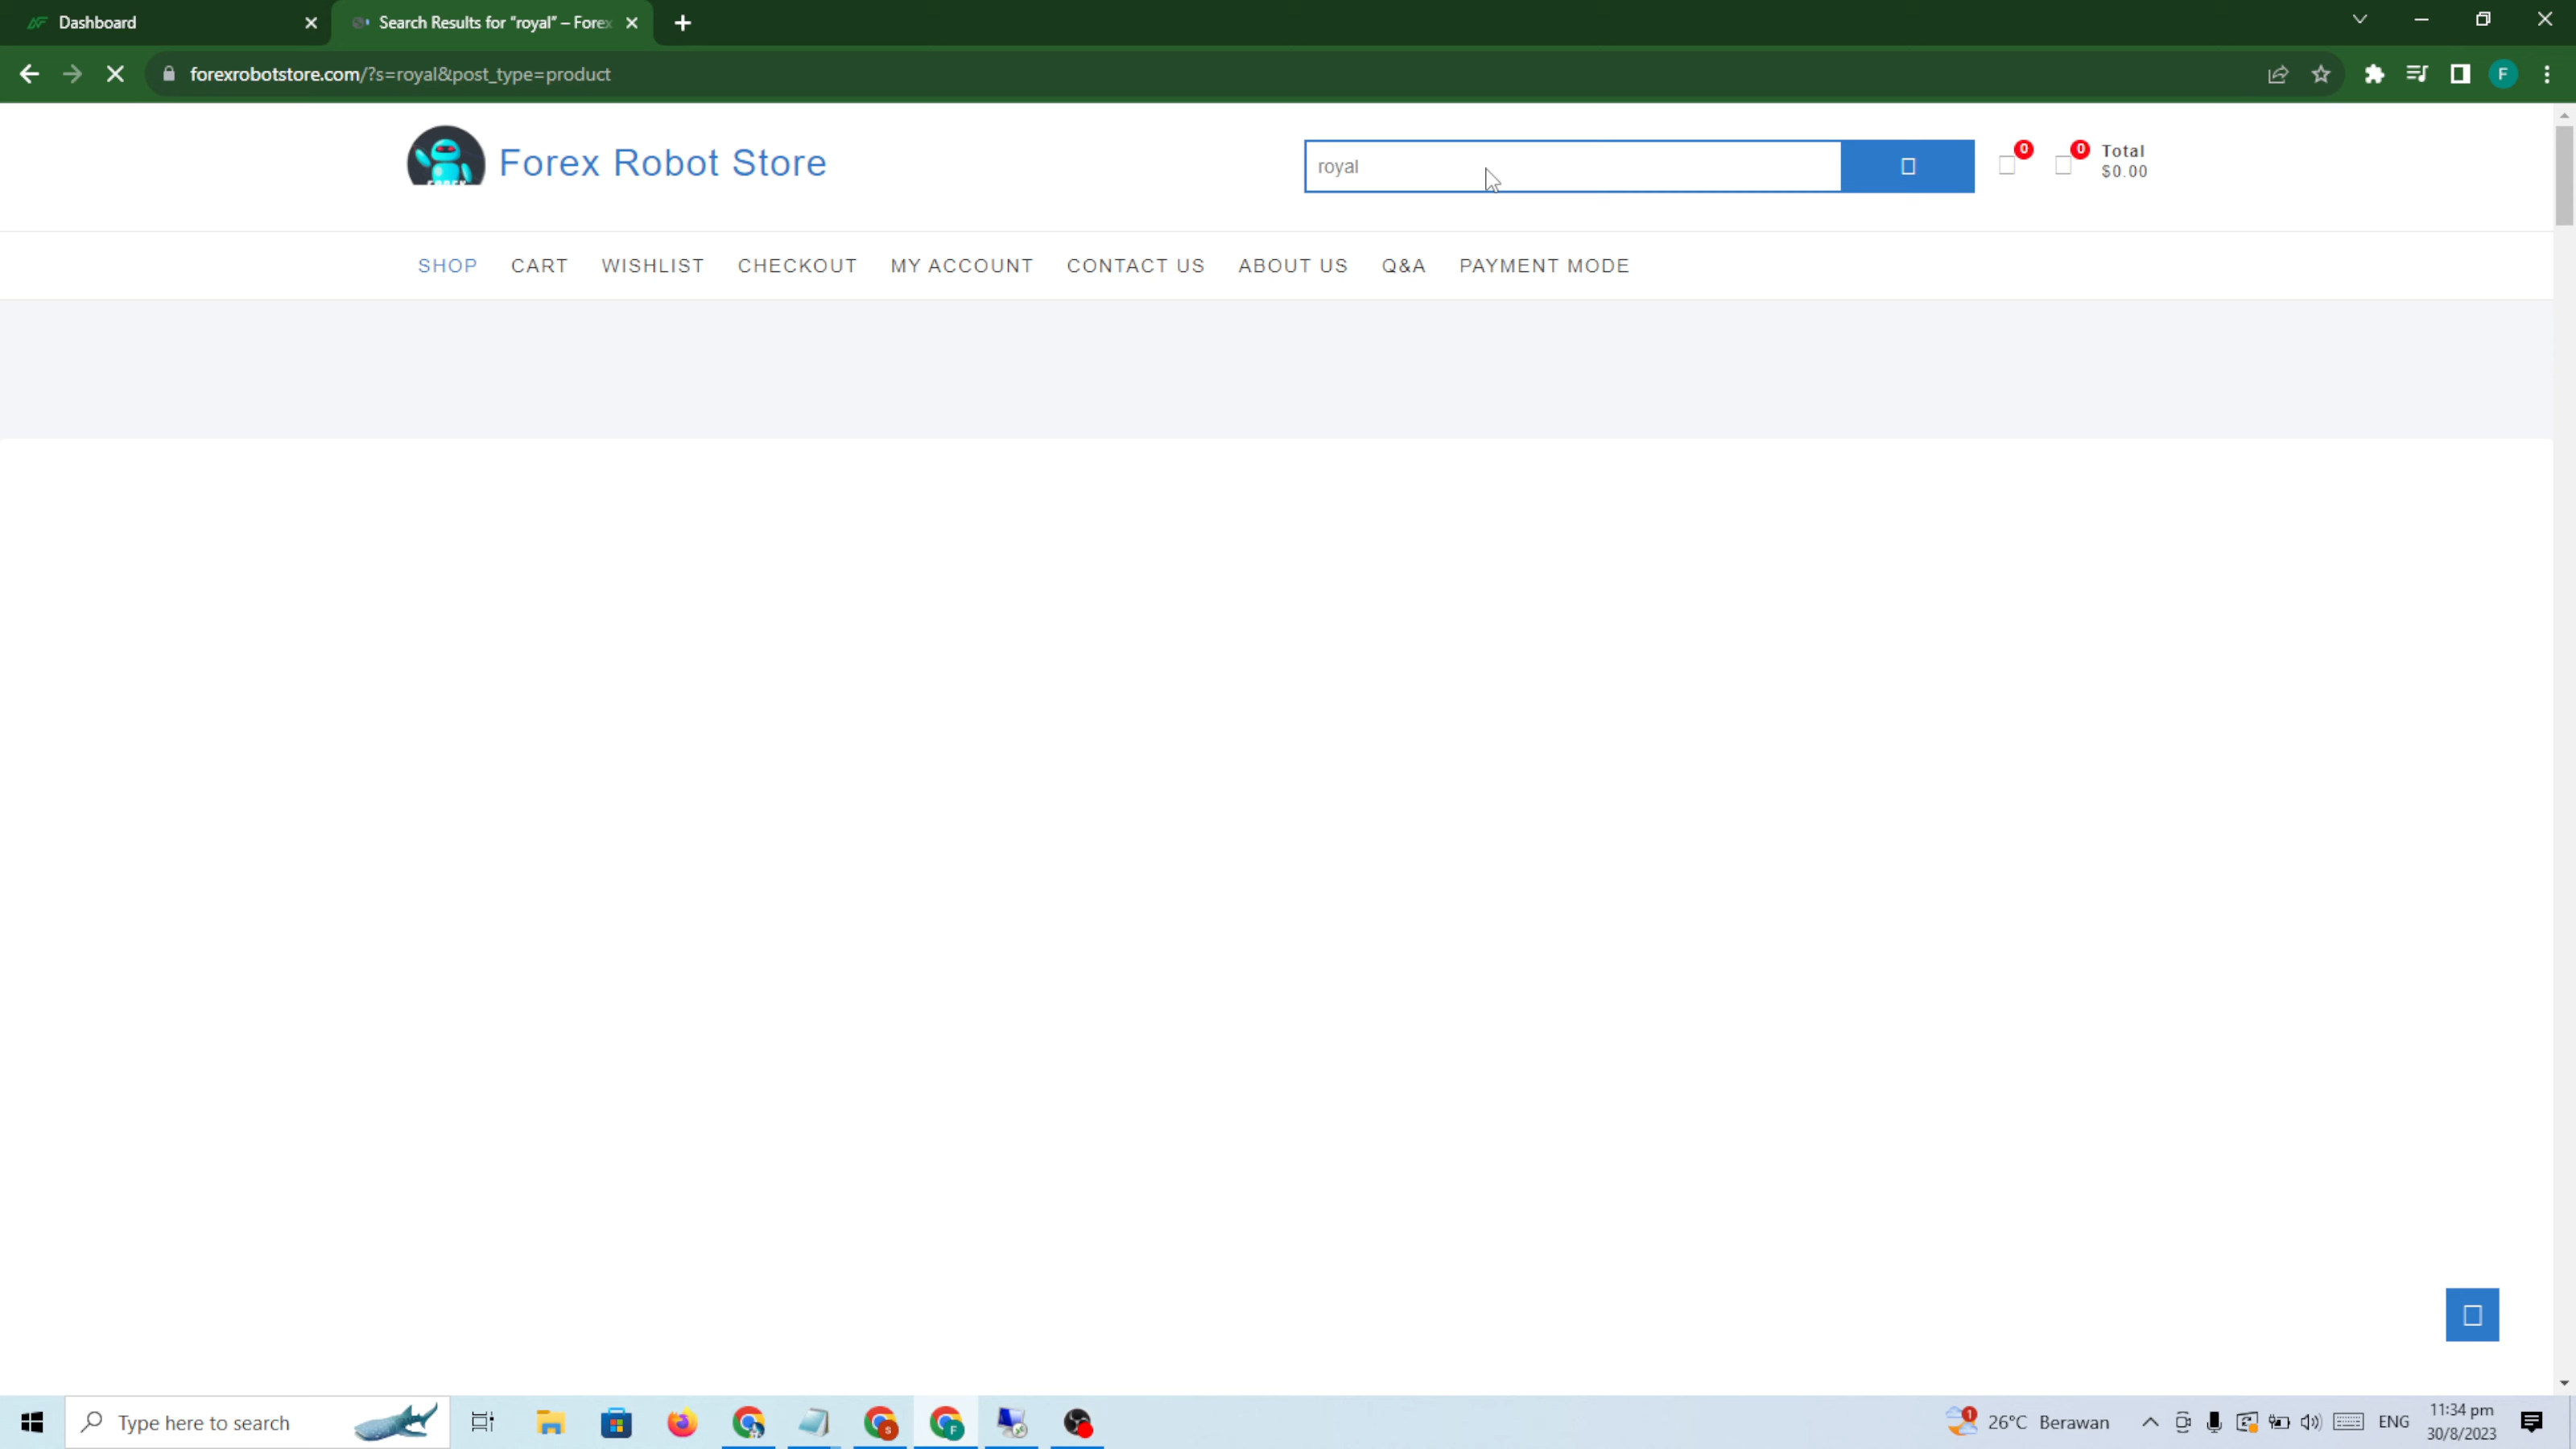 Dashboard
Search Results for “royal” – Forex
forexrobotstore.com/?s=royal&post_type=product
F
Forex Robot Store
royal
0
0
Total
$0.00
SHOP
CART
WISHLIST
CHECKOUT
MY ACCOUNT
CONTACT US
ABOUT US
Q&A
PAYMENT MODE
Type here to search
S
F
1
26°C Berawan
ENG
11:34 pm
30/8/2023